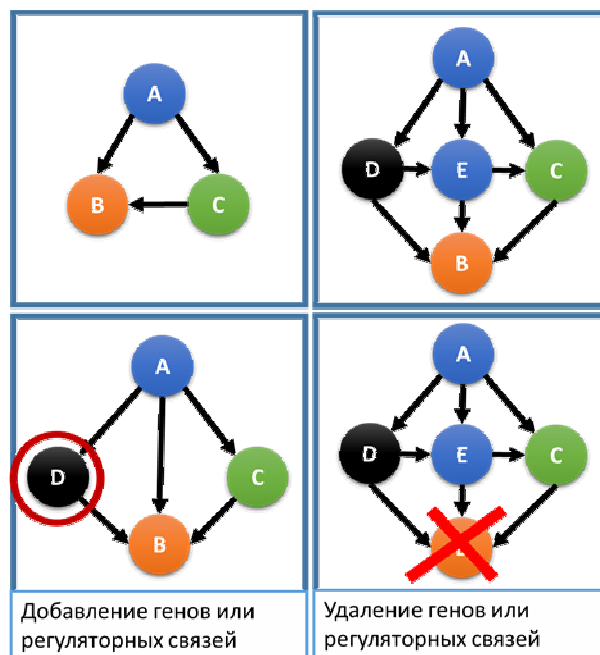 A
B
C
A
D
E
C
B
A
D
C
B
A
D
E
C
Добавление генов или
регуляторных связей
Удаление генов или
регуляторных связей